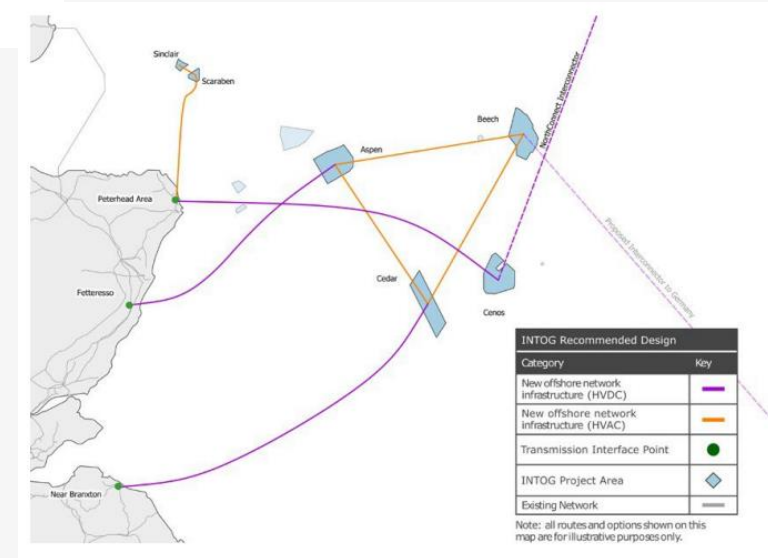 Sinclair
Scaraben
Beech
NorthConnect Interconnector
Aspen
Peterhead Area
Proposed Interconnector to Germany
Cedar
Fetteresso
Cenos
Near Branxton
INTOG Recommended Design
Category Key
New offshore network
infrastructure (HVDC)
New offshore network
infrastructure (HVAC)
Transmission Interface Point
INTOG Project Area
Existing Network
Note: all routes and options shown on this
map are for illustrative purposes only.